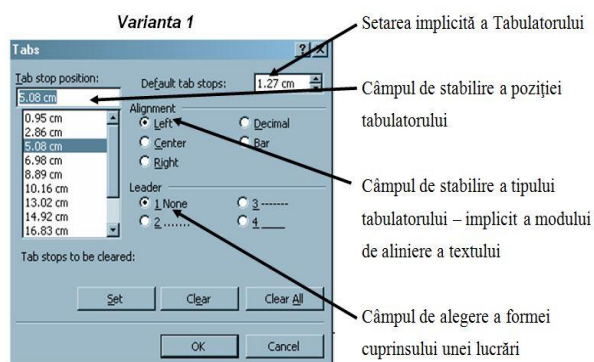 Varianta 1
Setarea implicită a Tabulatorului
Tabs
Tab stop position:
Default tab stops: 1.27 cm
5.08 cm
Câmpul de stabilire a poziţiei
tabulatorului
0.95 cm
2.86 cm
5.08 cm
6.98 cm
8.89 cm
10.16 cm
13.02 cm
14.92 cm
16.83 cm
Alignment
Left
Decimal
Center
Bar
Right
Câmpul de stabilire a tipului
tabulatorului – implicit a modului
de aliniere a textului
Leader
1 None
3 -------
2 .......
4 ____
Tab stops to be cleared:
Set
Clear
Clear All
OK
Cancel
Câmpul de alegere a formei
cuprinsului unei lucrări